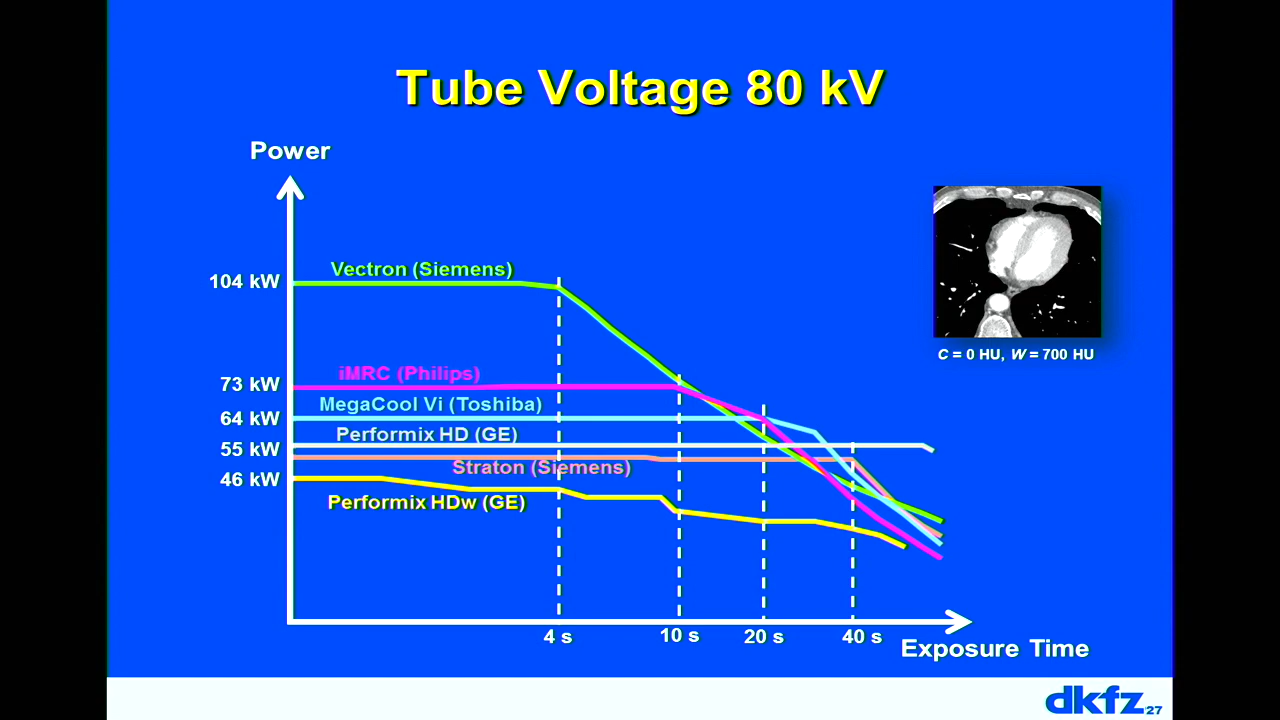 Tube Voltage 80 kV
Power
104 kW
Vectron (Siemens)
73 kW
iMRC (Philips)
64 kW
MegaCool Vi (Toshiba)
55 kW
Performix HD (GE)
Straton (Siemens)
46 kW
Performix HDw (GE)
C = 0 HU, W = 700 HU
4 s
10 s
20 s
40 s
Exposure Time
dkfz.
27